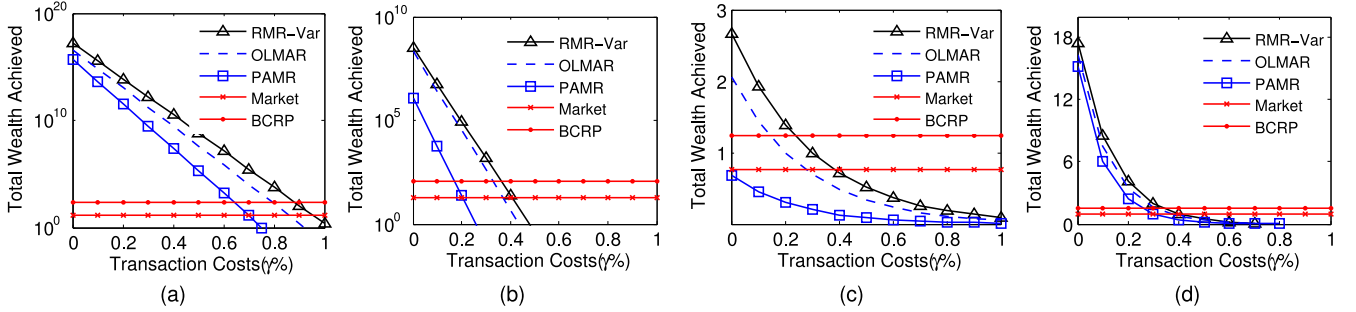 Total Wealth Achieved
10^20
10^10
10^0
RMR-Var
OLMAR
PAMR
Market
BCRP
0 0.2 0.4 0.6 0.8 1
Transaction Costs(γ%)
(a)
Total Wealth Achieved
10^10
10^5
10^0
RMR-Var
OLMAR
PAMR
Market
BCRP
0 0.2 0.4 0.6 0.8 1
Transaction Costs(γ%)
(b)
Total Wealth Achieved
3
2
1
0
RMR-Var
OLMAR
PAMR
Market
BCRP
0 0.2 0.4 0.6 0.8 1
Transaction Costs(γ%)
(c)
Total Wealth Achieved
18
12
6
0
RMR-Var
OLMAR
PAMR
Market
BCRP
0 0.2 0.4 0.6 0.8 1
Transaction Costs(γ%)
(d)